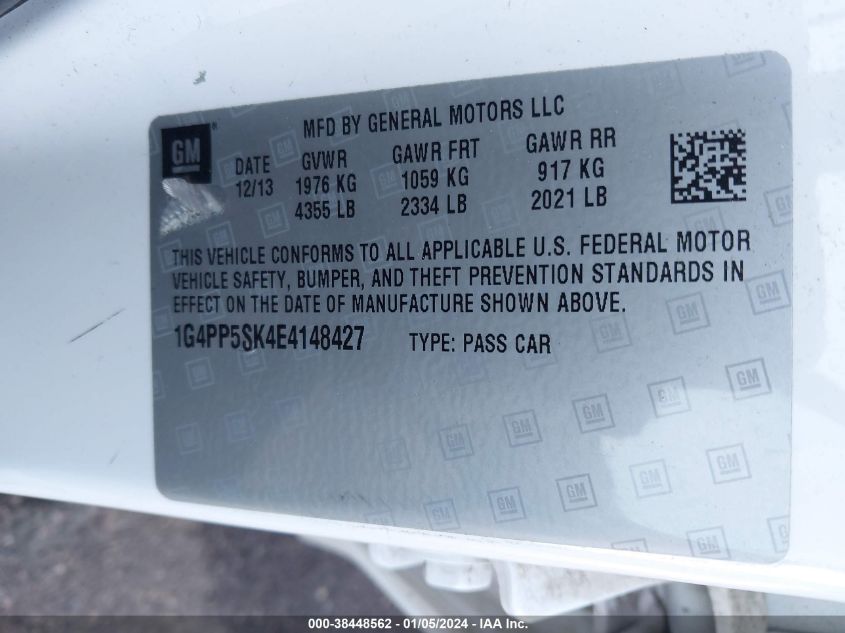 MFD BY GENERAL MOTORS LLC
GM
DATE GVWR GAWR FRT GAWR RR
12/13 1976 KG 1059 KG 917 KG
4355 LB 2334 LB 2021 LB
THIS VEHICLE CONFORMS TO ALL APPLICABLE U.S. FEDERAL MOTOR
VEHICLE SAFETY, BUMPER, AND THEFT PREVENTION STANDARDS IN
EFFECT ON THE DATE OF MANUFACTURE SHOWN ABOVE.
1G4PP5SK4E4148427 TYPE: PASS CAR
000-38448562 - 01/05/2024 - IAA Inc.